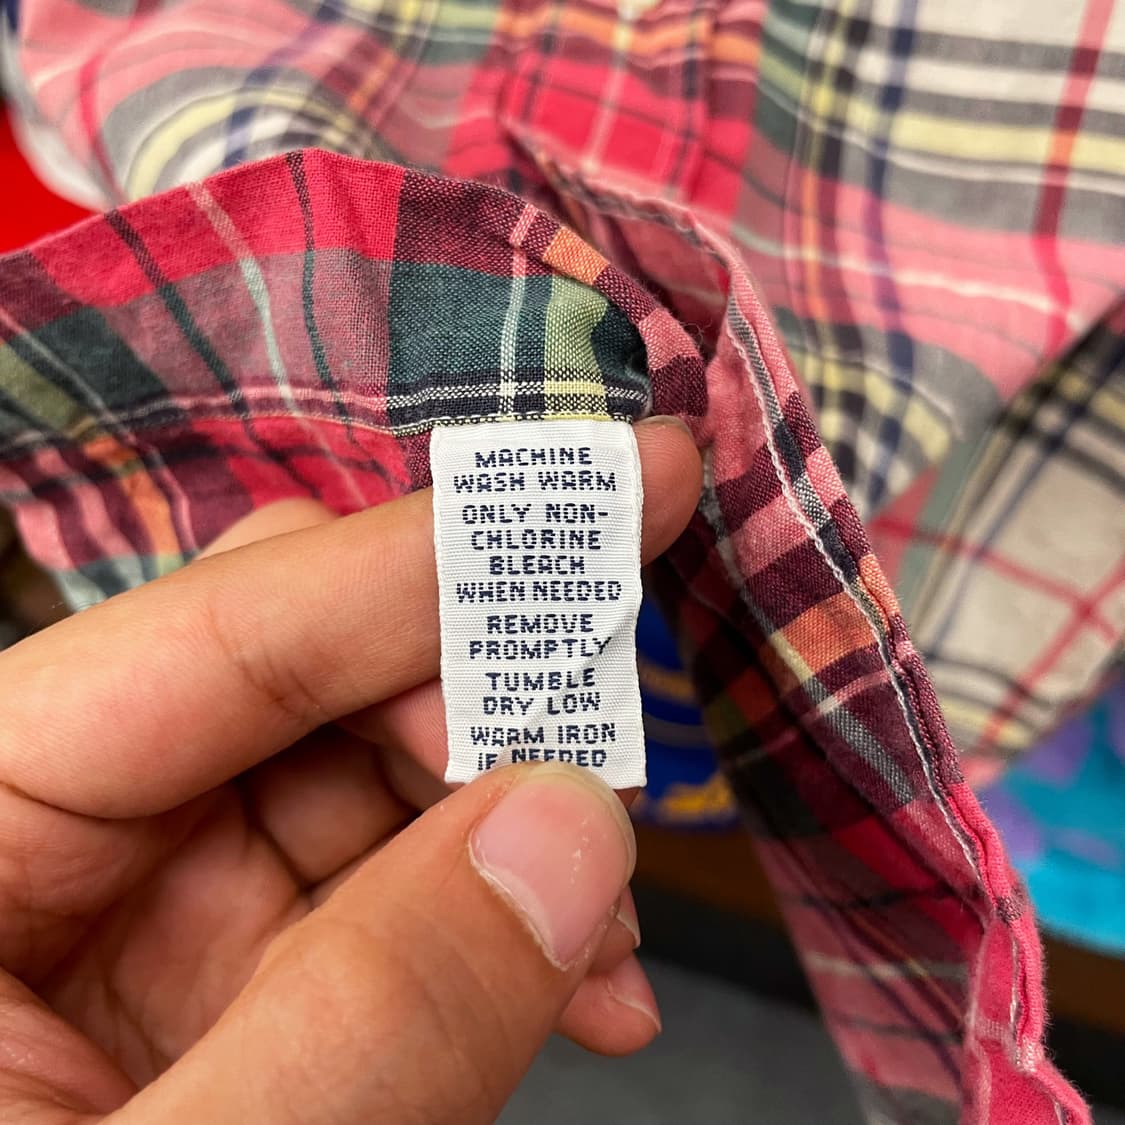 MACHINE
WASH WARM
ONLY NON-
CHLORINE
BLEACH
WHEN NEEDED
REMOVE
PROMPTLY
TUMBLE
DRY LOW
WARM IRON
IF NEEDED